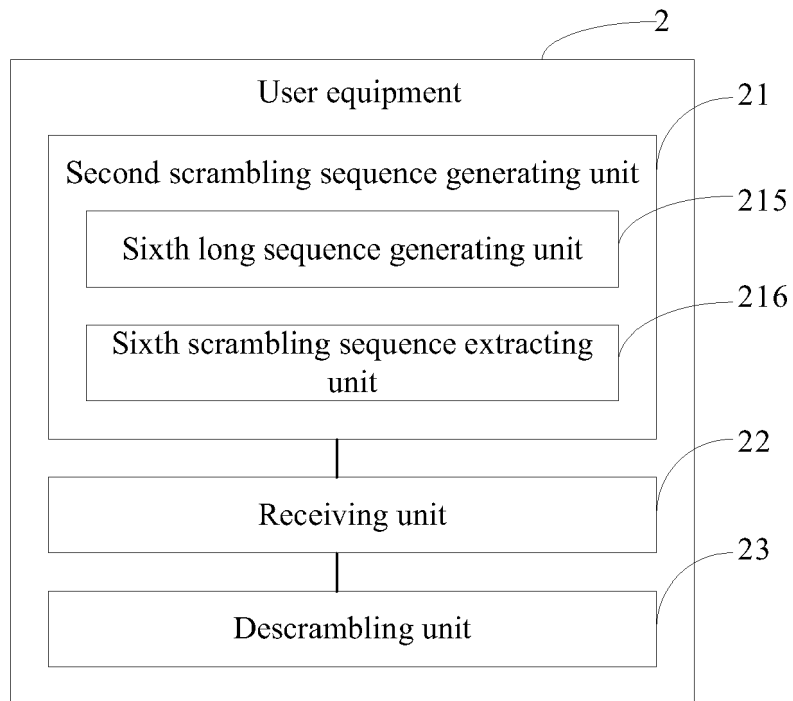 2
User equipment
21
Second scrambling sequence generating unit
215
Sixth long sequence generating unit
216
Sixth scrambling sequence extracting
unit
22
Receiving unit
23
Descrambling unit